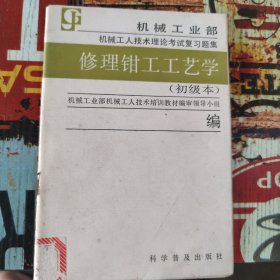 机械工业部
机械工人技术理论考试复习题集
修理钳工工艺学
(初级本)
机械工业部机械工人技术培训教材编审领导小组
编
科学普及出版社